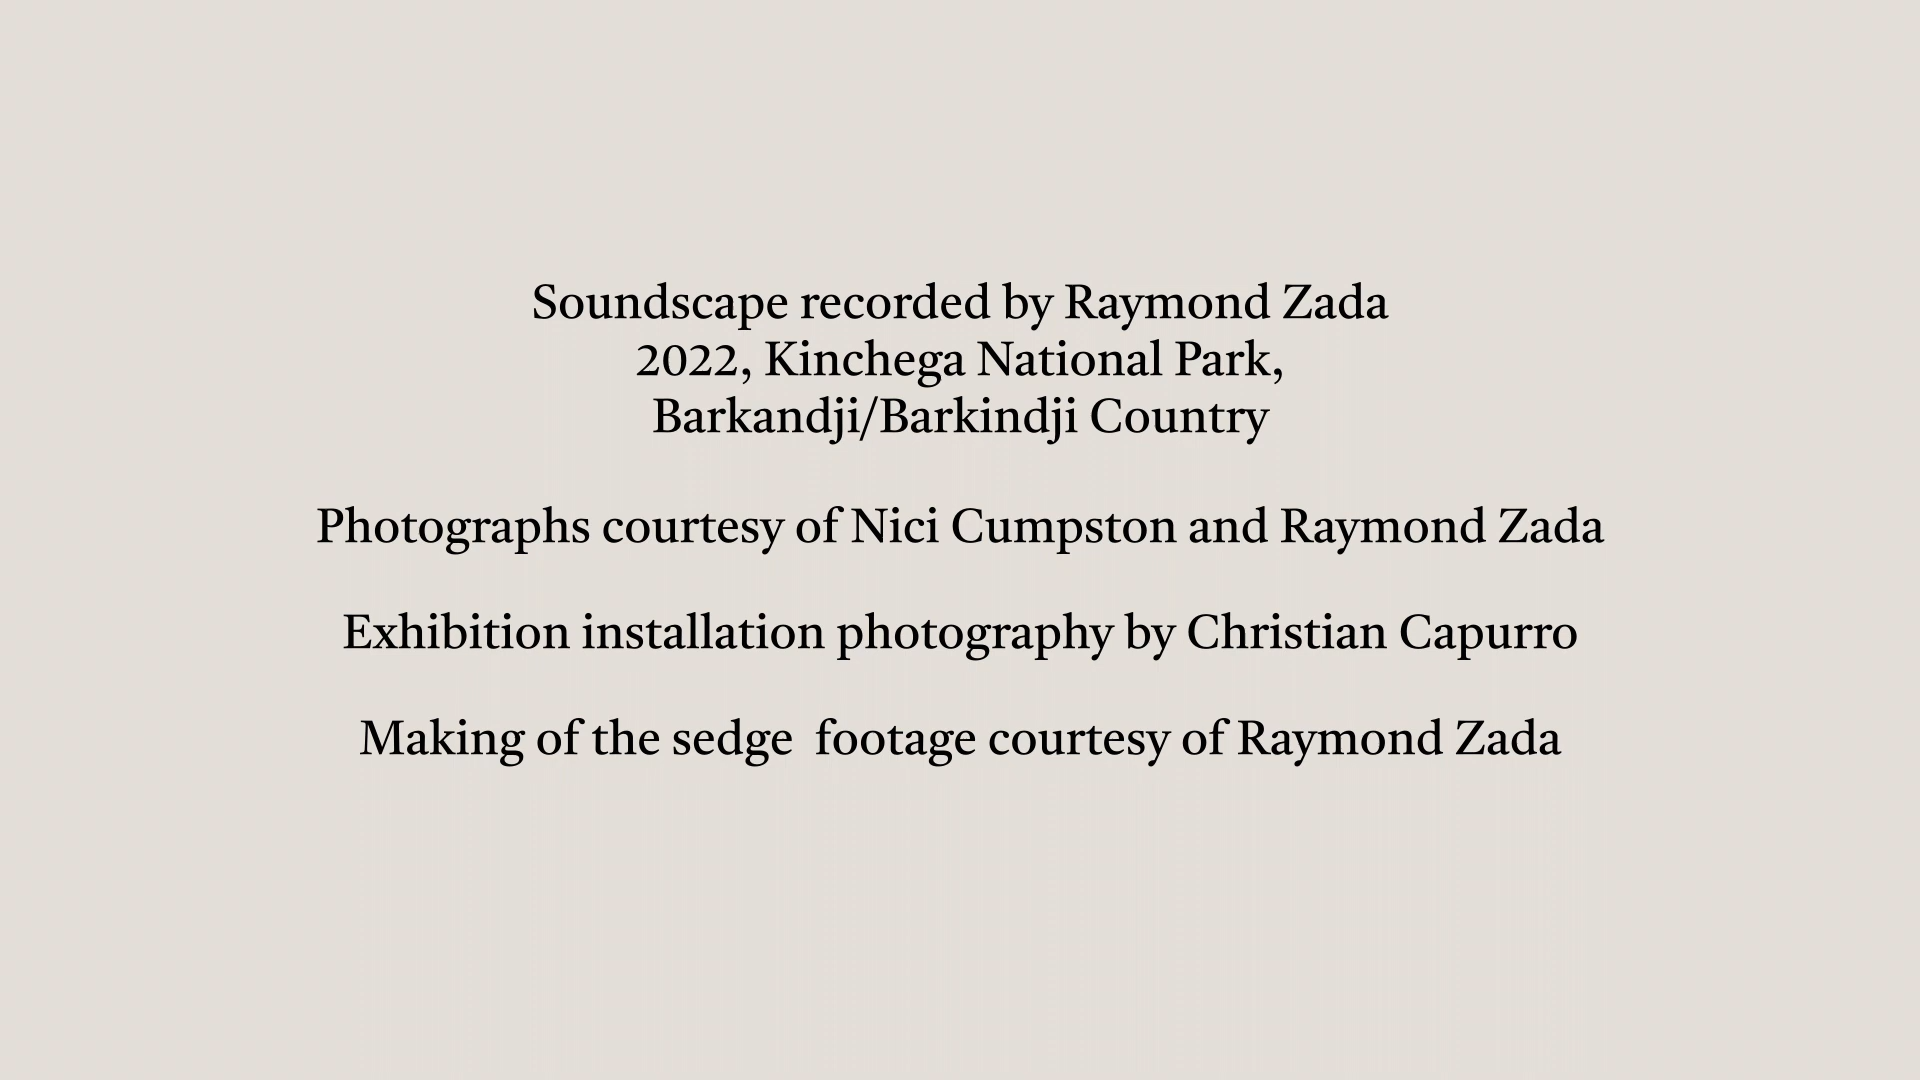 Soundscape recorded by Raymond Zada
2022, Kinchega National Park,
Barkandji/Barkindji Country
Photographs courtesy of Nici Cumpston and Raymond Zada
Exhibition installation photography by Christian Capurro
Making of the sedge  footage courtesy of Raymond Zada